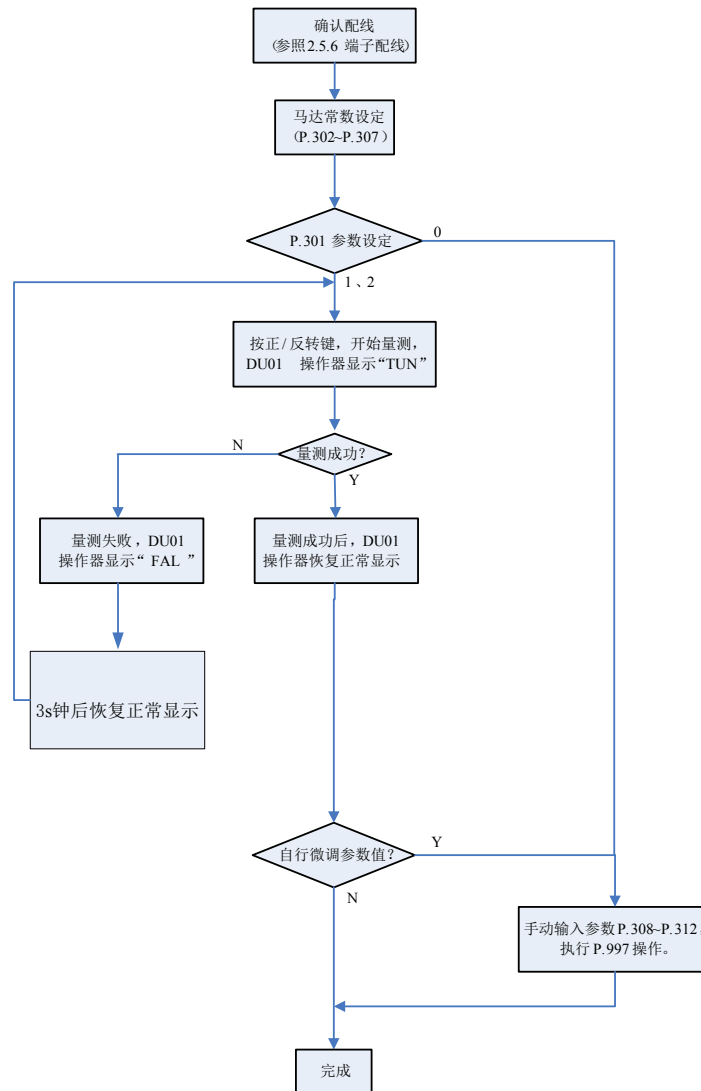 确认配线
(参照2.5.6 端子配线)
马达常数设定
（P.302~P.307）
P.301 参数设定
0
1、2
按正/反转键，开始量测，
DU01 操作器显示“TUN”
N
量测成功？
Y
量测失败，DU01
操作器显示“ FAL ”
量测成功后，DU01
操作器恢复正常显示
3s钟后恢复正常显示
自行微调参数值？
Y
N
手动输入参数P.308~P.312，
执行P.997操作。
完成